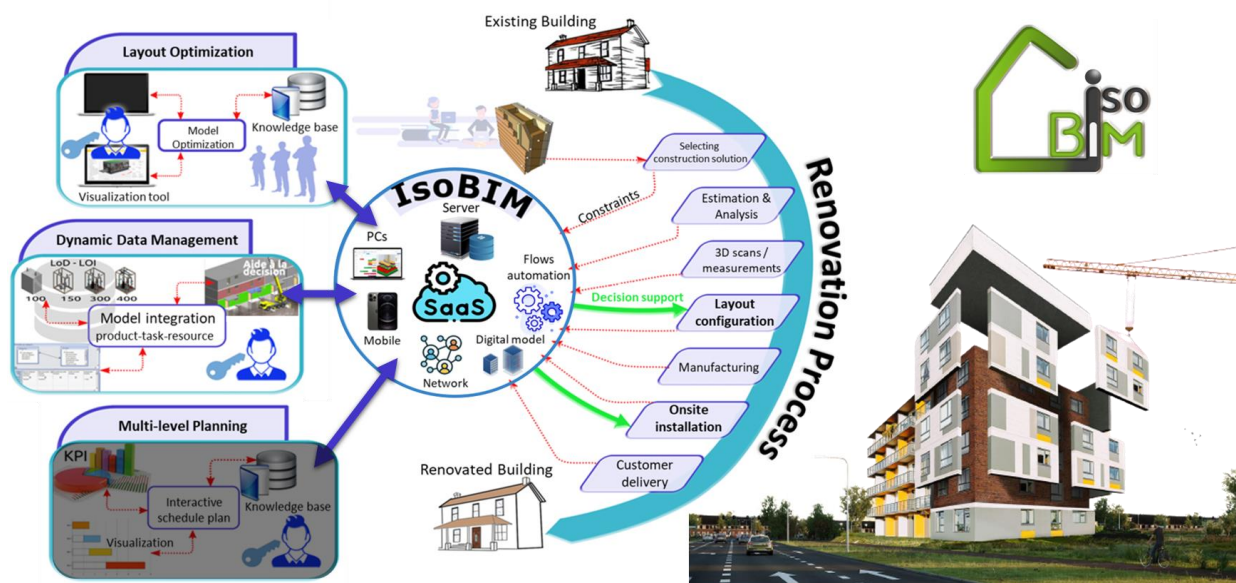 Layout Optimization
Model
Optimization
Knowledge base
Visualization tool
Dynamic Data Management
LoD - LOI
100
150
300
400
Aide à la
décision
Model integration
product-task-resource
Multi-level Planning
KPI
Interactive
schedule plan
Knowledge base
Visualization
Existing Building
IsoBIM
Server
PCs
SaaS
Flows
automation
Mobile
Digital model
Network
Renovated Building
Constraints
Decision support
Selecting
construction solution
Estimation &
Analysis
3D scans /
measurements
Layout
configuration
Manufacturing
Onsite
installation
Customer
delivery
Renovation Process
iso
BIM